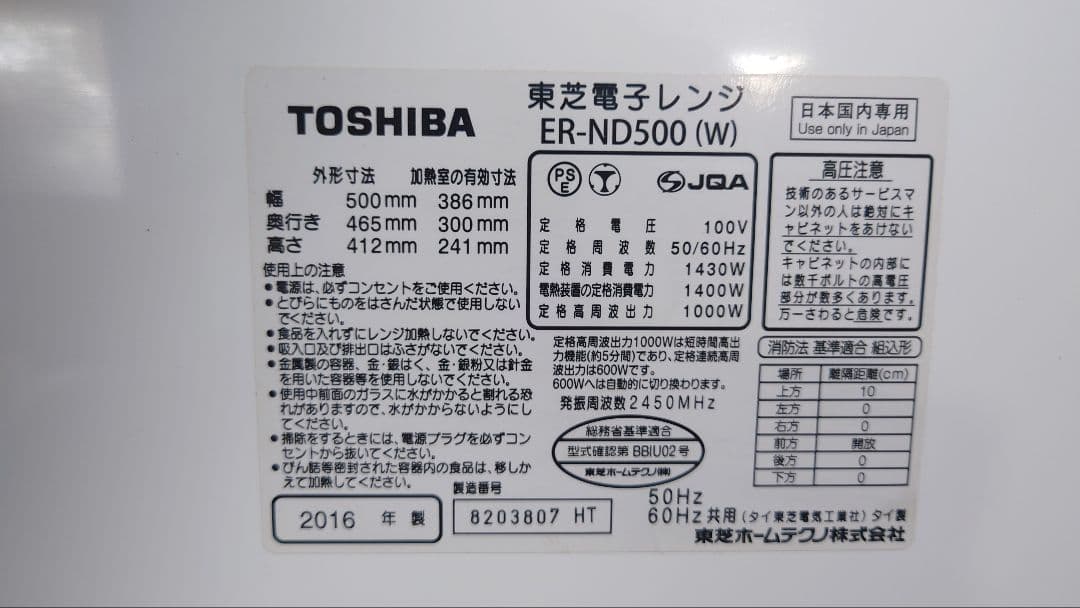 TOSHIBA
東芝電子レンジ
ER-ND500(W)
日本国内専用
Use only in Japan
外形寸法 加熱室の有効寸法
幅 500mm 386mm
奥行き 465mm 300mm
高さ 412mm 241mm
使用上の注意
●電源は、必ずコンセントをご使用ください。
●とびらにものをはさんだ状態で使用しない
でください。
●食品を入れずにレンジ加熱しないでください。
●吸入口及び排出口はふさがないでください。
●金属製の容器、金・銀はく、金・銀粉又は針金
を用いた容器等を使用しないでください。
●使用中前面のガラスに水がかかると割れる恐
れがありますので、水がかからないようにし
てください。
●掃除をするときには、電源プラグを必ずコン
セントから抜いてください。
●びん詰等密封された容器内の食品は、移しか
えて加熱してください。
2016 年 製
製造番号
8203807 HT
PS
E
JQA
定格電圧 100V
定格周波数 50/60Hz
定格消費電力 1430W
電熱装置の定格消費電力 1400W
定格高周波出力 1000W
定格高周波出力1000Wは短時間高出
力機能(約5分間)であり、定格連続高周
波出力は600Wです。
600Wへは自動的に切り換わります。
発振周波数2450MHz
総務省基準適合
型式確認第 BBIU02号
東芝ホームテクノ(株)
高圧注意
技術のあるサービスマ
ン以外の人は絶対にキ
ャビネットをあけない
でください。
キャビネットの内部に
は数千ボルトの高電圧
部分が数多くあります。
万一さわると危険です。
消防法 基準適合 組込形
場所 離隔距離(cm)
上方 10
左方 0
右方 0
前方 開放
後方 0
下方 0
50Hz
60Hz 共用 (タイ東芝電気工業社) タイ製
東芝ホームテクノ株式会社